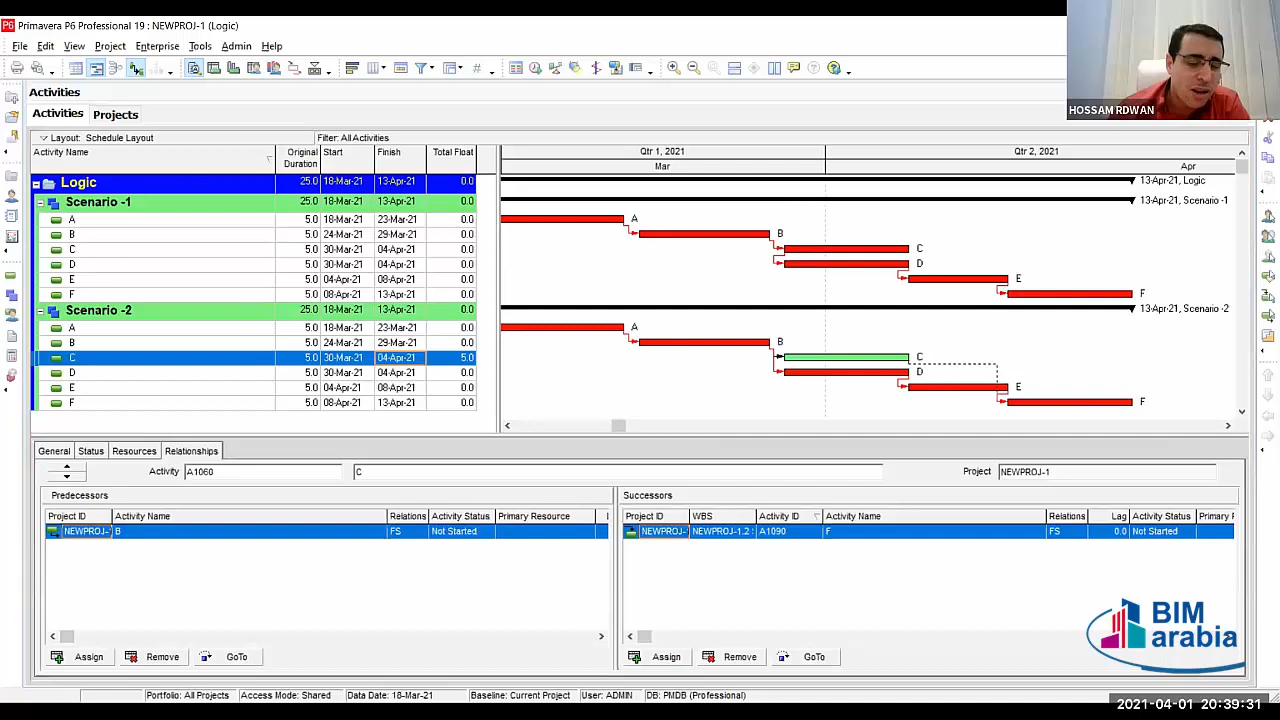 Primavera P6 Professional 19 : NEWPROJ-1 (Logic)
File Edit View Project Enterprise Tools Admin Help
HOSSAM RDWAN
Activities
Activities Projects
Layout: Schedule Layout Filter: All Activities
Activity Name Original Duration Start Finish Total Float Qtr 1, 2021 Qtr 2, 2021
Mar Apr
Logic 25.0 18-Mar-21 13-Apr-21 0.0 13-Apr-21, Logic
Scenario -1 25.0 18-Mar-21 13-Apr-21 0.0 13-Apr-21, Scenario -1
A 5.0 18-Mar-21 23-Mar-21 0.0 A
B 5.0 24-Mar-21 29-Mar-21 0.0 B
C 5.0 30-Mar-21 04-Apr-21 0.0 C
D 5.0 30-Mar-21 04-Apr-21 0.0 D
E 5.0 04-Apr-21 08-Apr-21 0.0 E
F 5.0 08-Apr-21 13-Apr-21 0.0 F
Scenario -2 25.0 18-Mar-21 13-Apr-21 0.0 13-Apr-21, Scenario -2
A 5.0 18-Mar-21 23-Mar-21 0.0 A
B 5.0 24-Mar-21 29-Mar-21 0.0 B
C 5.0 30-Mar-21 04-Apr-21 5.0 C
D 5.0 30-Mar-21 04-Apr-21 0.0 D
E 5.0 04-Apr-21 08-Apr-21 0.0 E
F 5.0 08-Apr-21 13-Apr-21 0.0 F
General Status Resources Relationships
Activity A1060 C Project NEWPROJ-1
Predecessors Successors
Project ID Activity Name Relations Activity Status Primary Resource Project ID WBS Activity ID Activity Name Relations Lag Activity Status Primary
NEWPROJ- B FS Not Started NEWPROJ- NEWPROJ-1.2 A1090 F FS 0.0 Not Started
BIM
arabia
Assign Remove GoTo Assign Remove GoTo
Portfolio: All Projects Access Mode: Shared Data Date: 18-Mar-21 Baseline: Current Project User: ADMIN DB: PMDB (Professional)
2021-04-01 20:39:31